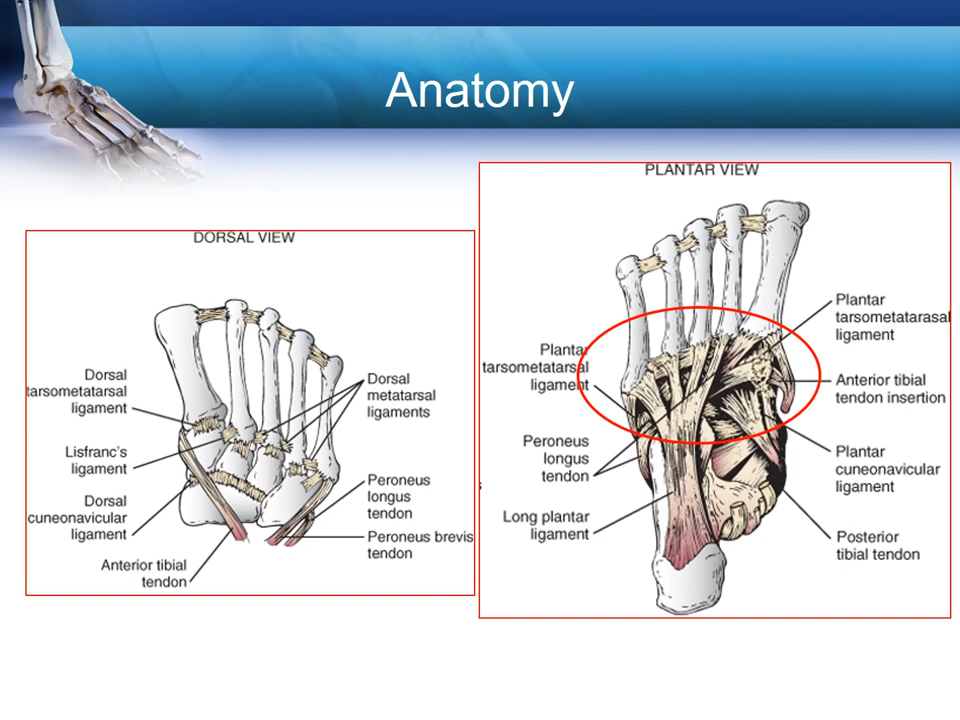 Anatomy
DORSAL VIEW
Dorsal
tarsometatarsal
ligament
Lisfranc's
ligament
Dorsal
cuneonavicular
ligament
Anterior tibial
tendon
Dorsal
metatarsal
ligaments
Peroneus
longus
tendon
Peroneus brevis
tendon
PLANTAR VIEW
Plantar
tarsometatarsal
ligament
Peroneus
longus
tendon
Long plantar
ligament
Plantar
tarsometatarasal
ligament
Anterior tibial
tendon insertion
Plantar
cuneonavicular
ligament
Posterior
tibial tendon